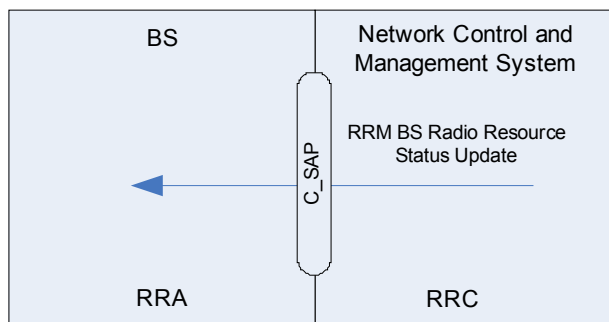 BS
Network Control and
Management System
C_SAP
RRM BS Radio Resource
Status Update
RRA
RRC